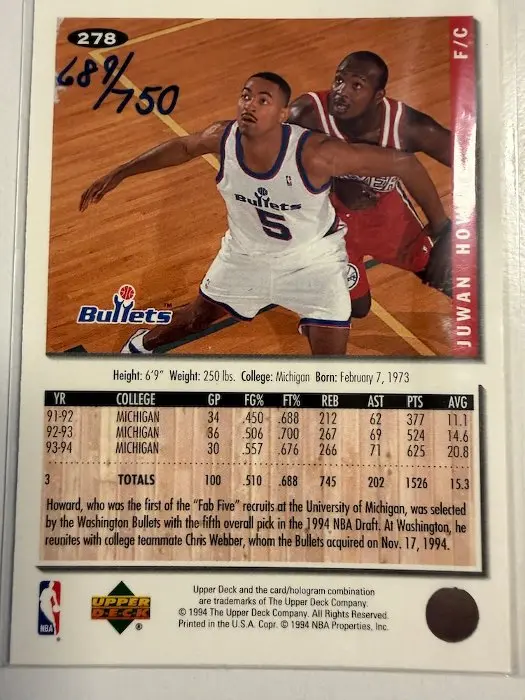 278
689/750
F/C
JUWAN HOW
Bullets
5
Bullets™
Height: 6'9" Weight: 250 lbs. College: Michigan Born: February 7, 1973
YR COLLEGE GP FG% FT% REB AST PTS AVG
91-92 MICHIGAN 34 .450 .688 212 62 377 11.1
92-93 MICHIGAN 36 .506 .700 267 69 524 14.6
93-94 MICHIGAN 30 .557 .676 266 71 625 20.8
3 TOTALS 100 .510 .688 745 202 1526 15.3
Howard, who was the first of the "Fab Five" recruits at the University of Michigan, was selected
by the Washington Bullets with the fifth overall pick in the 1994 NBA Draft. At Washington, he
reunites with college teammate Chris Webber, whom the Bullets acquired on Nov. 17, 1994.
NBA
UPPER DECK®
Upper Deck and the card/hologram combination
are trademarks of The Upper Deck Company.
© 1994 The Upper Deck Company. All Rights Reserved.
Printed in the U.S.A. Copr. © 1994 NBA Properties, Inc.